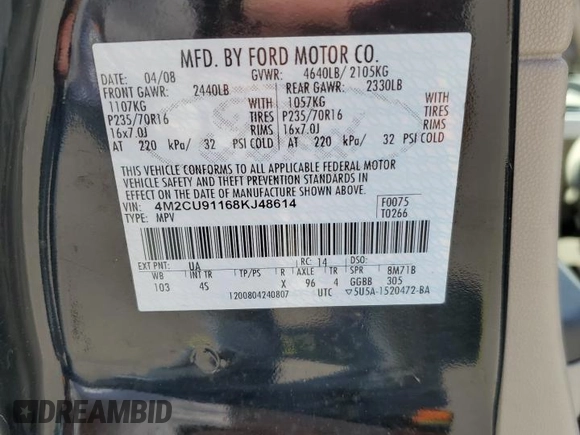 MFD. BY FORD MOTOR CO.
DATE: 04/08 GVWR: 4640LB/ 2105KG
FRONT GAWR: 2440LB REAR GAWR: 2330LB
1107KG WITH 1057KG WITH
P235/70R16 TIRES P235/70R16 TIRES
16x7.0J RIMS 16x7.0J RIMS
AT 220 kPa/ 32 PSI COLD AT 220 kPa/ 32 PSI COLD
THIS VEHICLE CONFORMS TO ALL APPLICABLE FEDERAL MOTOR
VEHICLE SAFETY AND THEFT PREVENTION STANDARDS IN
EFFECT ON THE DATE OF MANUFACTURE SHOWN ABOVE.
VIN: 4M2CU91168KJ48614 F0075
TYPE: MPV T0266
EXT PNT: UA RC: 14 DSO:
WB INT TR TP/PS R AXLE TR SPR 8M71B
103 4S X 96 4 GGBB 305
1200804240807 UTC ▽5U5A-1520472-BA
DREAMBID